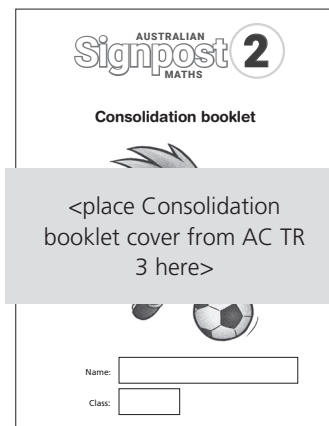 AUSTRALIAN
Signpost 2
MATHS
Consolidation booklet
<place Consolidation
booklet cover from AC TR
3 here>
Name:
Class: